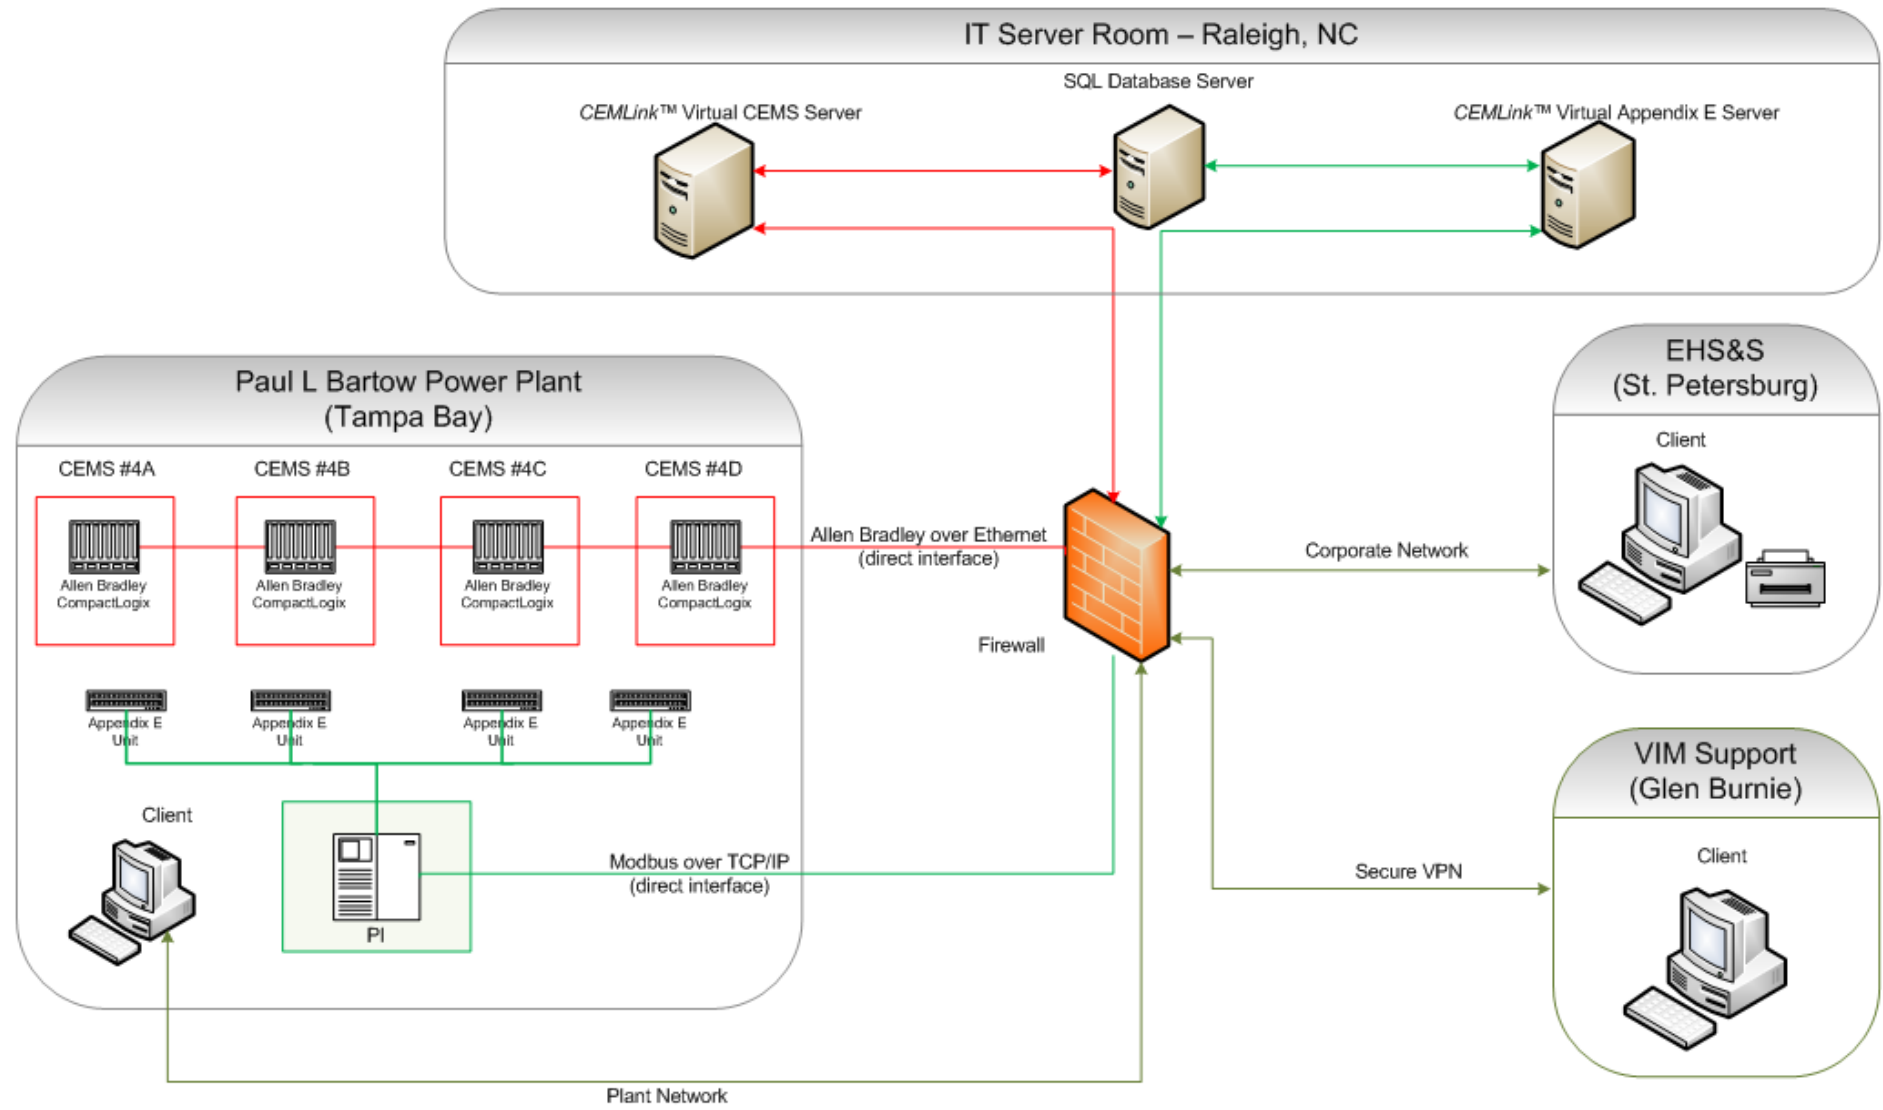 IT Server Room – Raleigh, NC
SQL Database Server
CEMLink™ Virtual CEMS Server
CEMLink™ Virtual Appendix E Server
Paul L Bartow Power Plant
(Tampa Bay)
CEMS #4A
CEMS #4B
CEMS #4C
CEMS #4D
Allen Bradley
CompactLogix
Allen Bradley
CompactLogix
Allen Bradley
CompactLogix
Allen Bradley
CompactLogix
Appendix E
Unit
Appendix E
Unit
Appendix E
Unit
Appendix E
Unit
Client
PI
Allen Bradley over Ethernet
(direct interface)
Firewall
Modbus over TCP/IP
(direct interface)
Plant Network
EHS&S
(St. Petersburg)
Client
Corporate Network
VIM Support
(Glen Burnie)
Client
Secure VPN